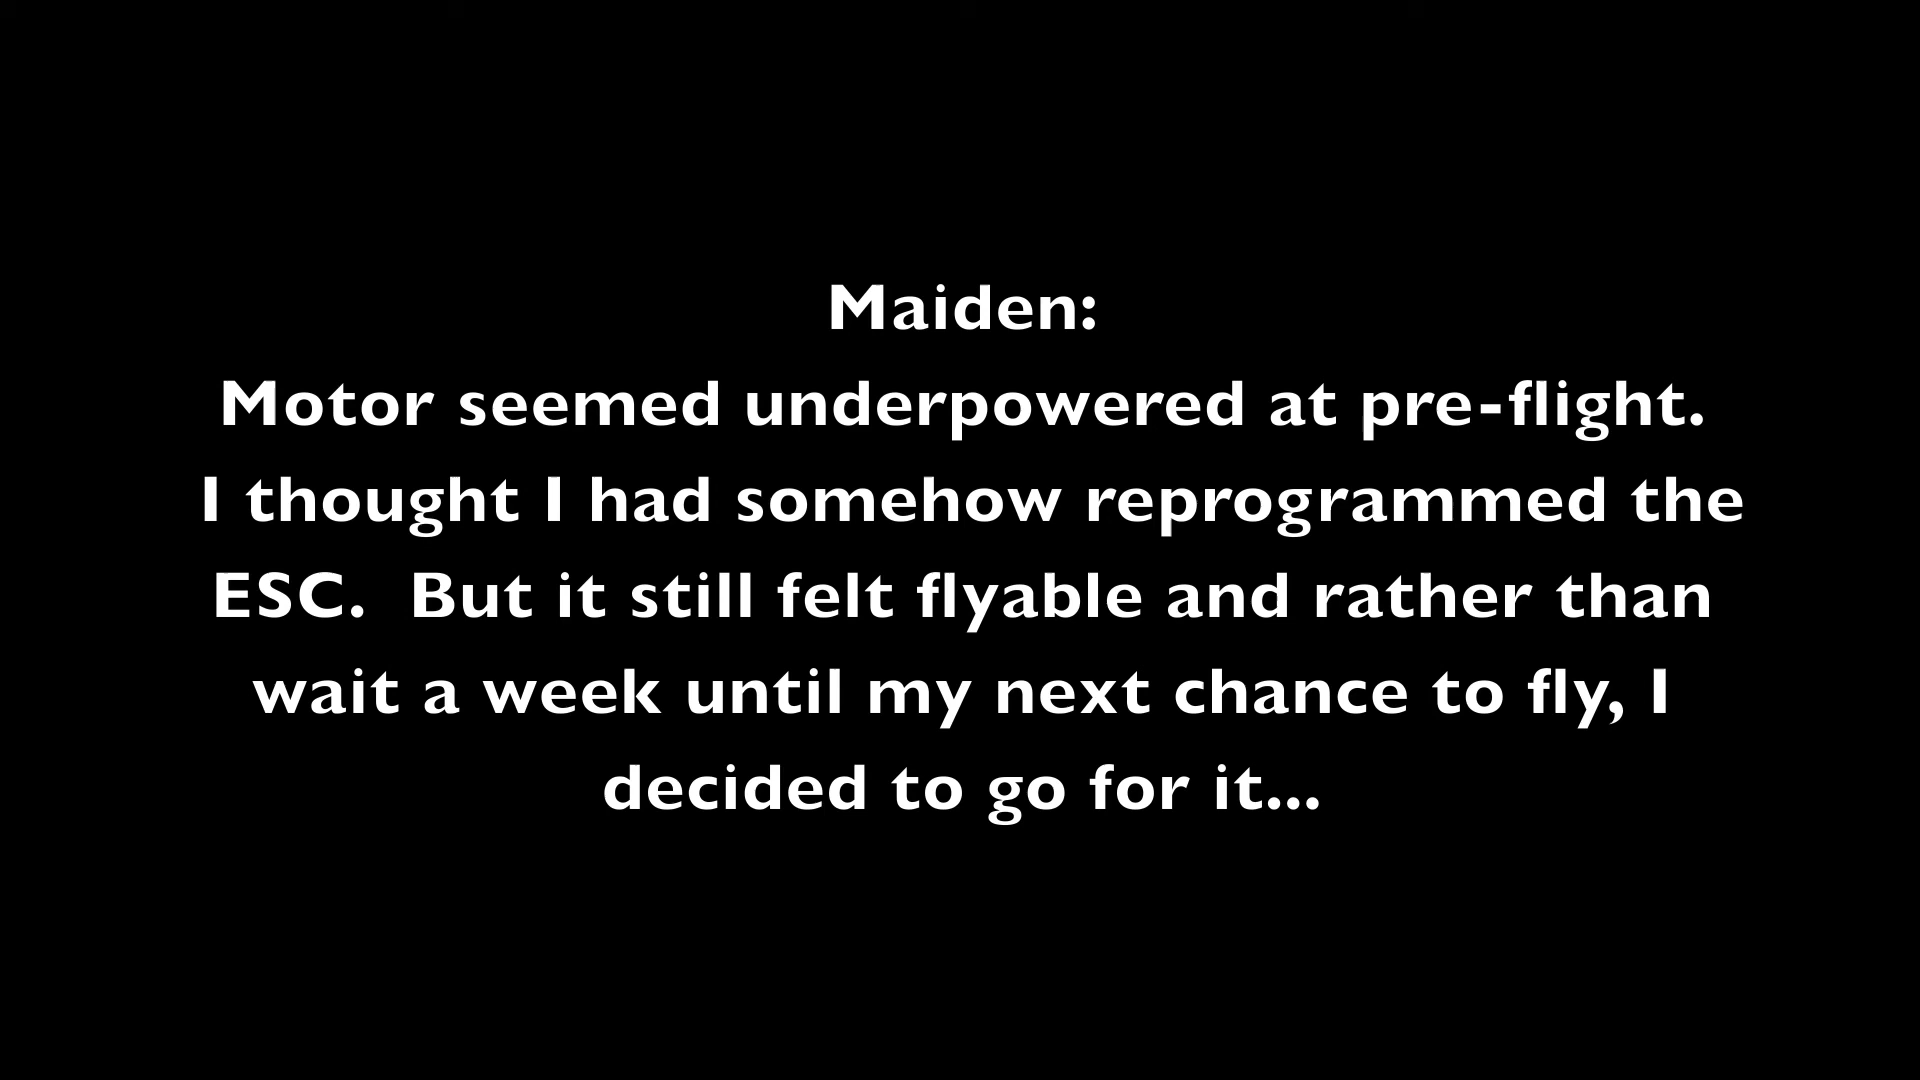 Maiden:
Motor seemed underpowered at pre-flight.
I thought I had somehow reprogrammed the
ESC.  But it still felt flyable and rather than
wait a week until my next chance to fly, I
decided to go for it...